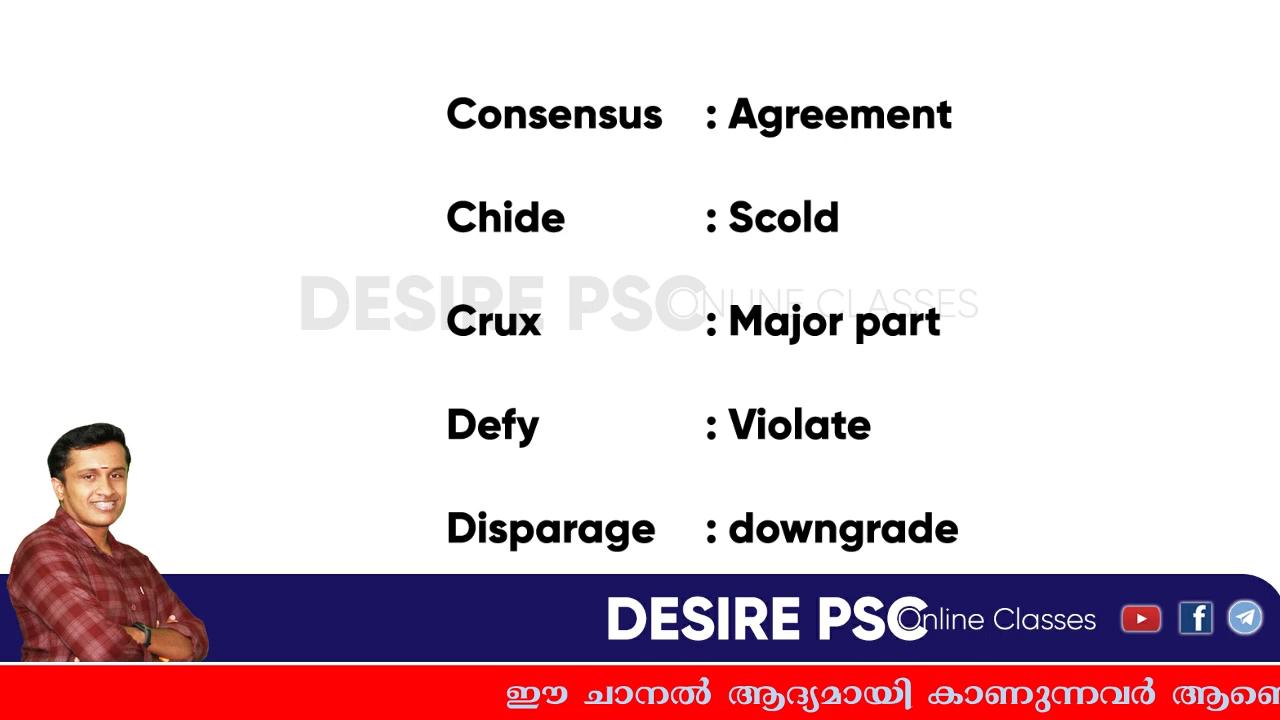 Consensus : Agreement
Chide : Scold
DESIRE PSC ONLINE CLASSES
Crux : Major part
Defy : Violate
Disparage : downgrade
DESIRE PSC Online Classes
ഈ ചാനൽ ആദ്യമായി കാണുന്നവർ ആണെ